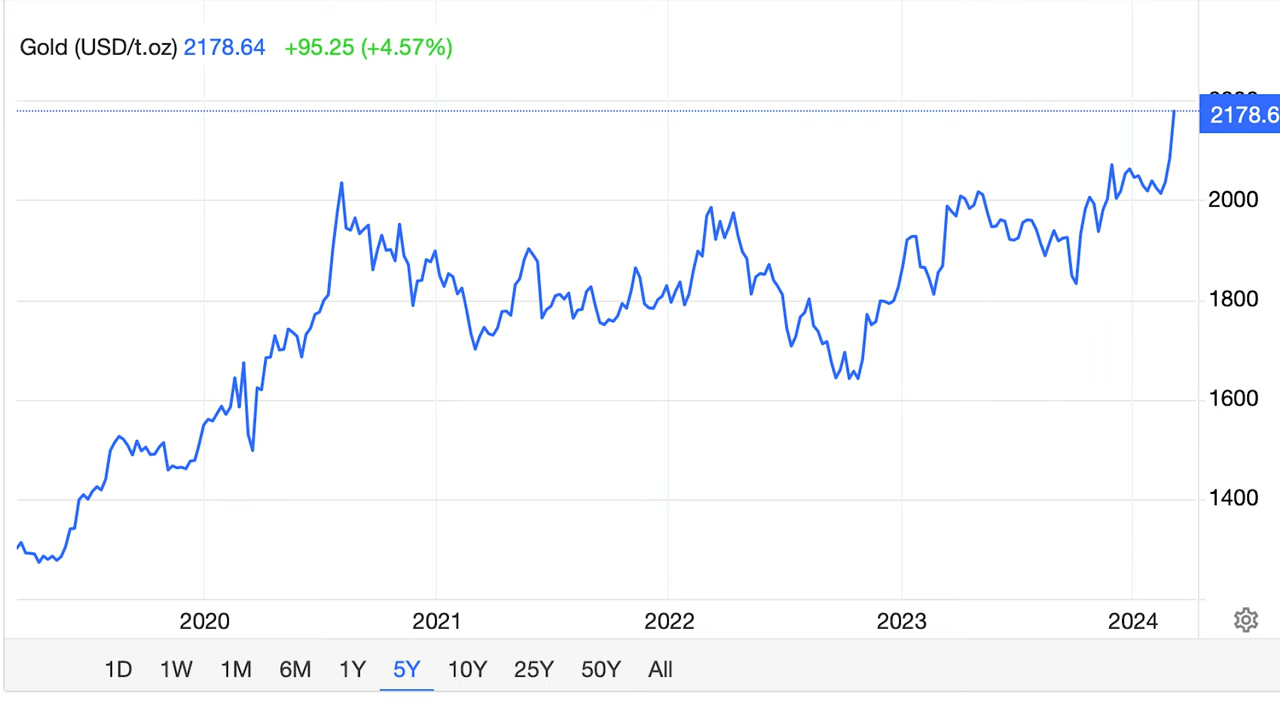 Gold (USD/t.oz) 2178.64 +95.25 (+4.57%)
2178.6
2000
1800
1600
1400
2020 2021 2022 2023 2024
1D 1W 1M 6M 1Y 5Y 10Y 25Y 50Y All